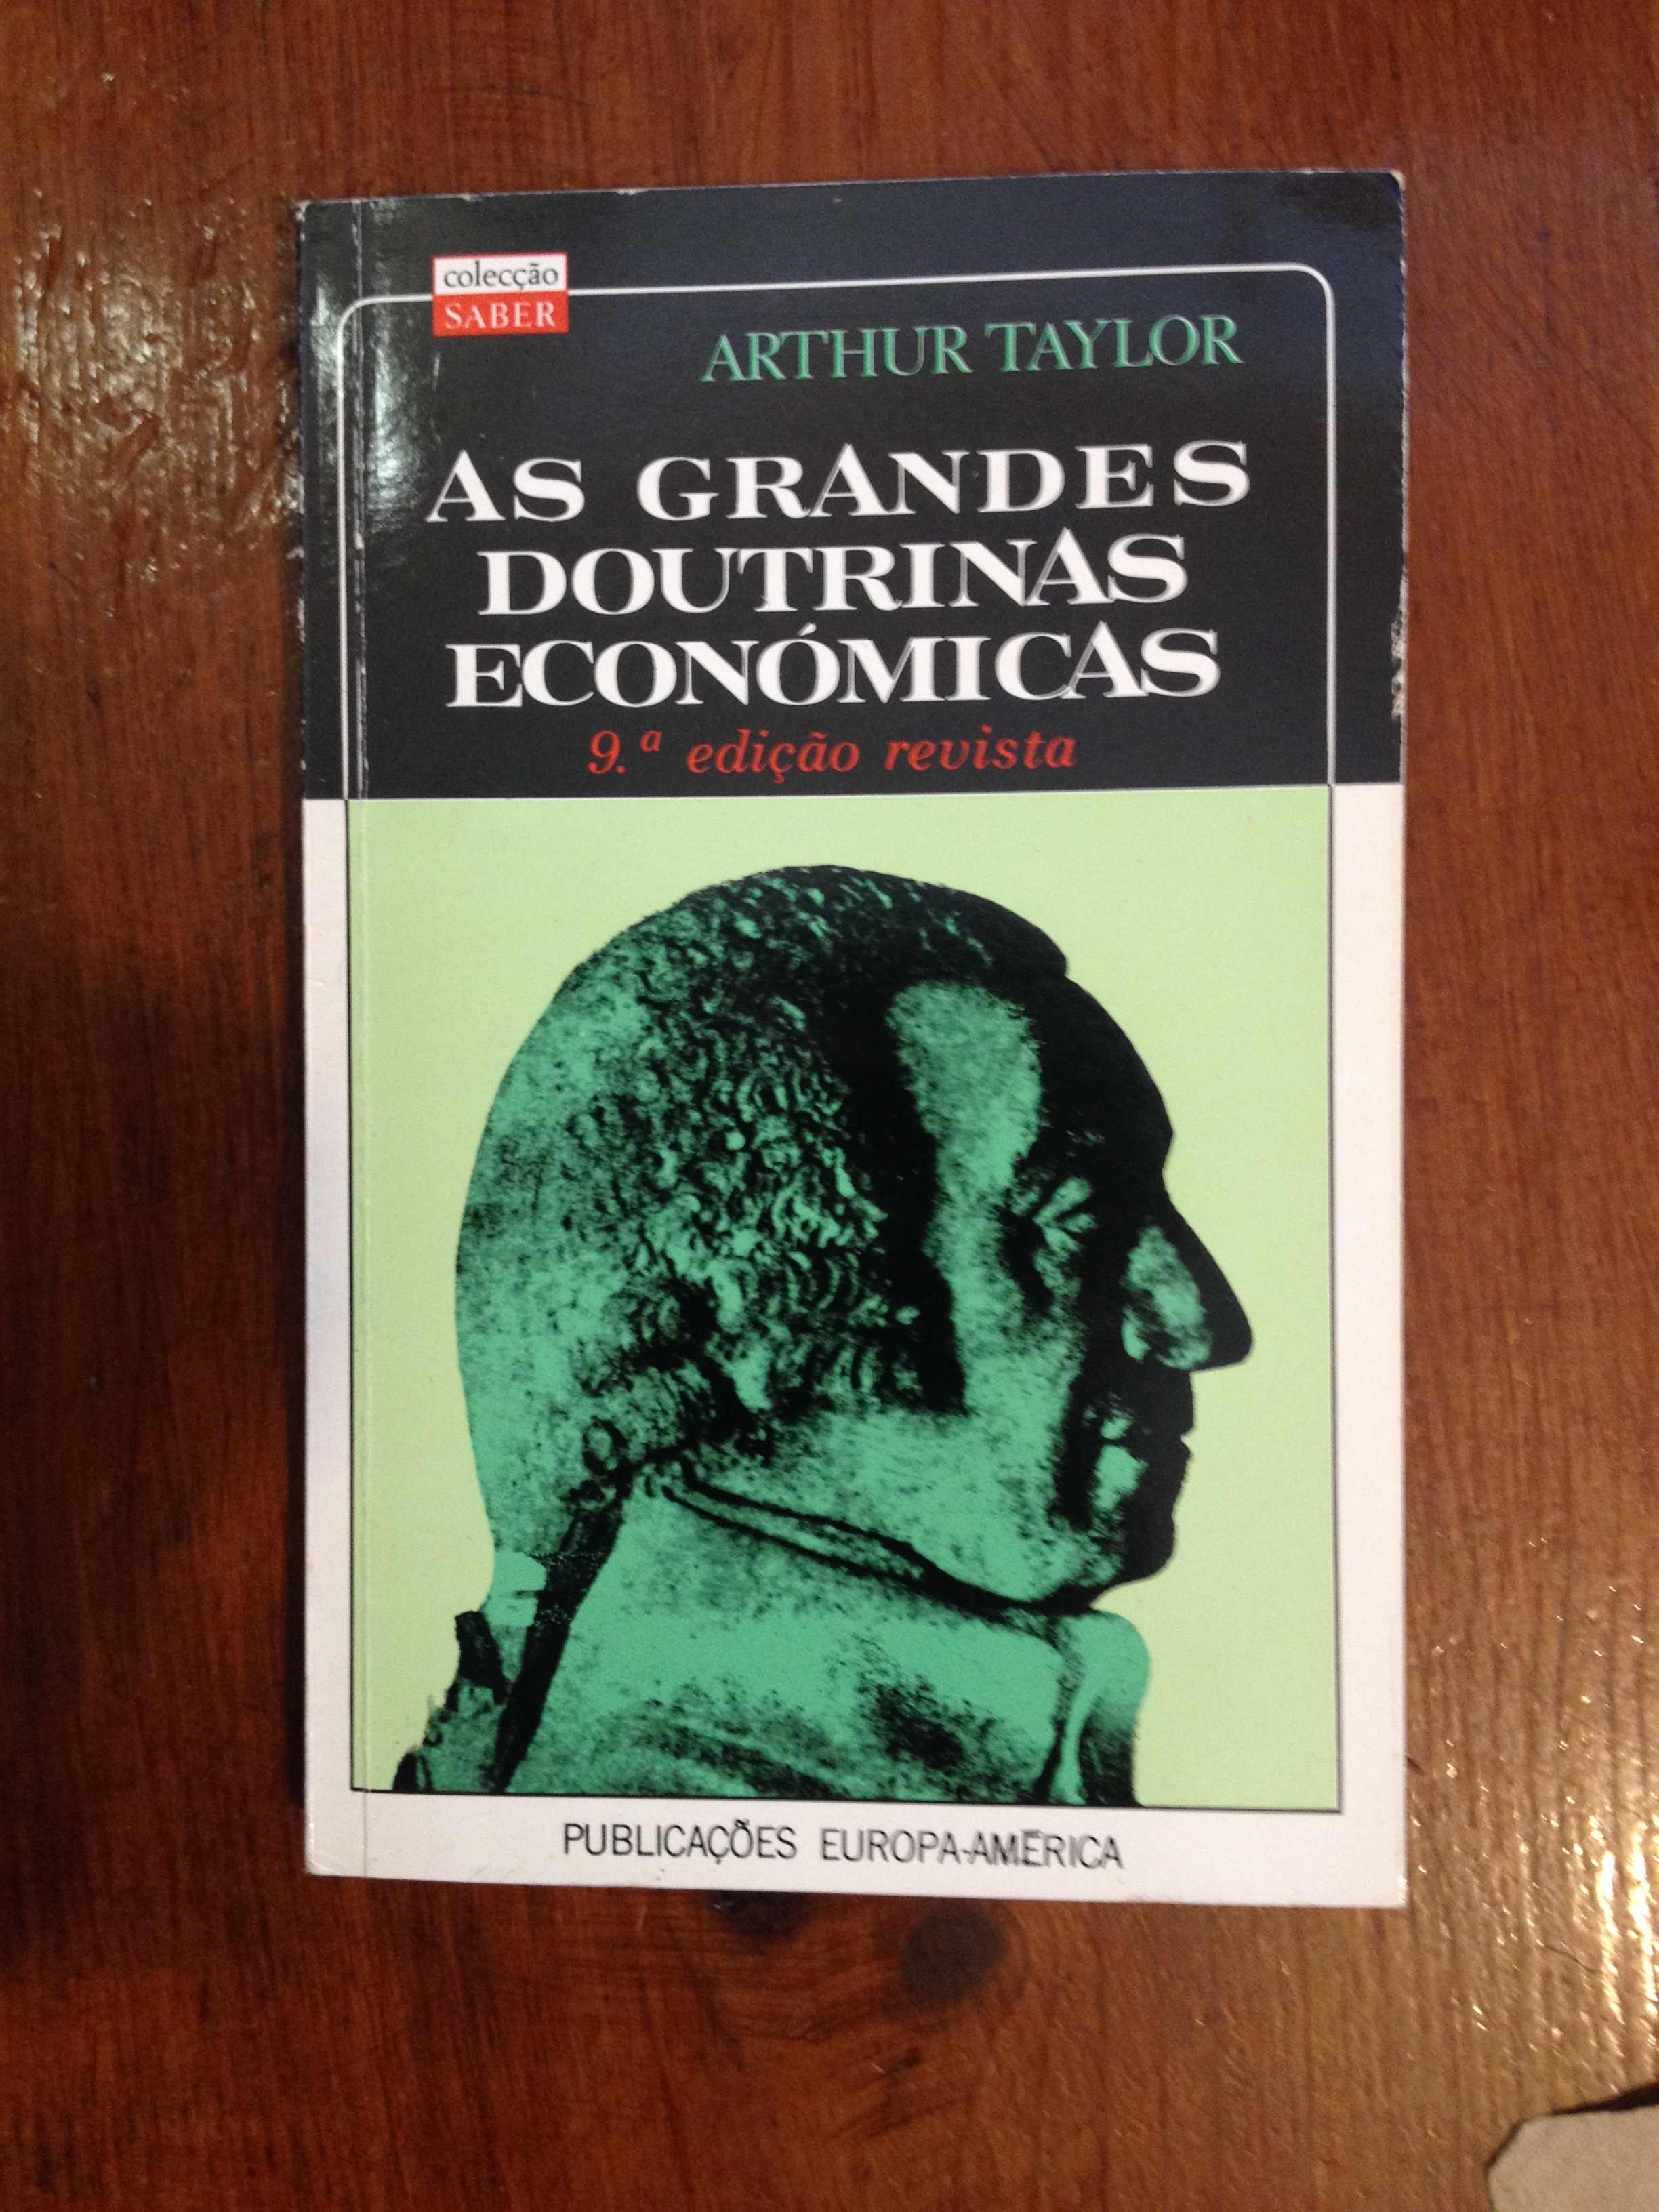 colecção
SABER
ARTHUR TAYLOR
AS GRANDES
DOUTRINAS
ECONÓMICAS
9.ª edição revista
PUBLICAÇÕES EUROPA-AMÉRICA